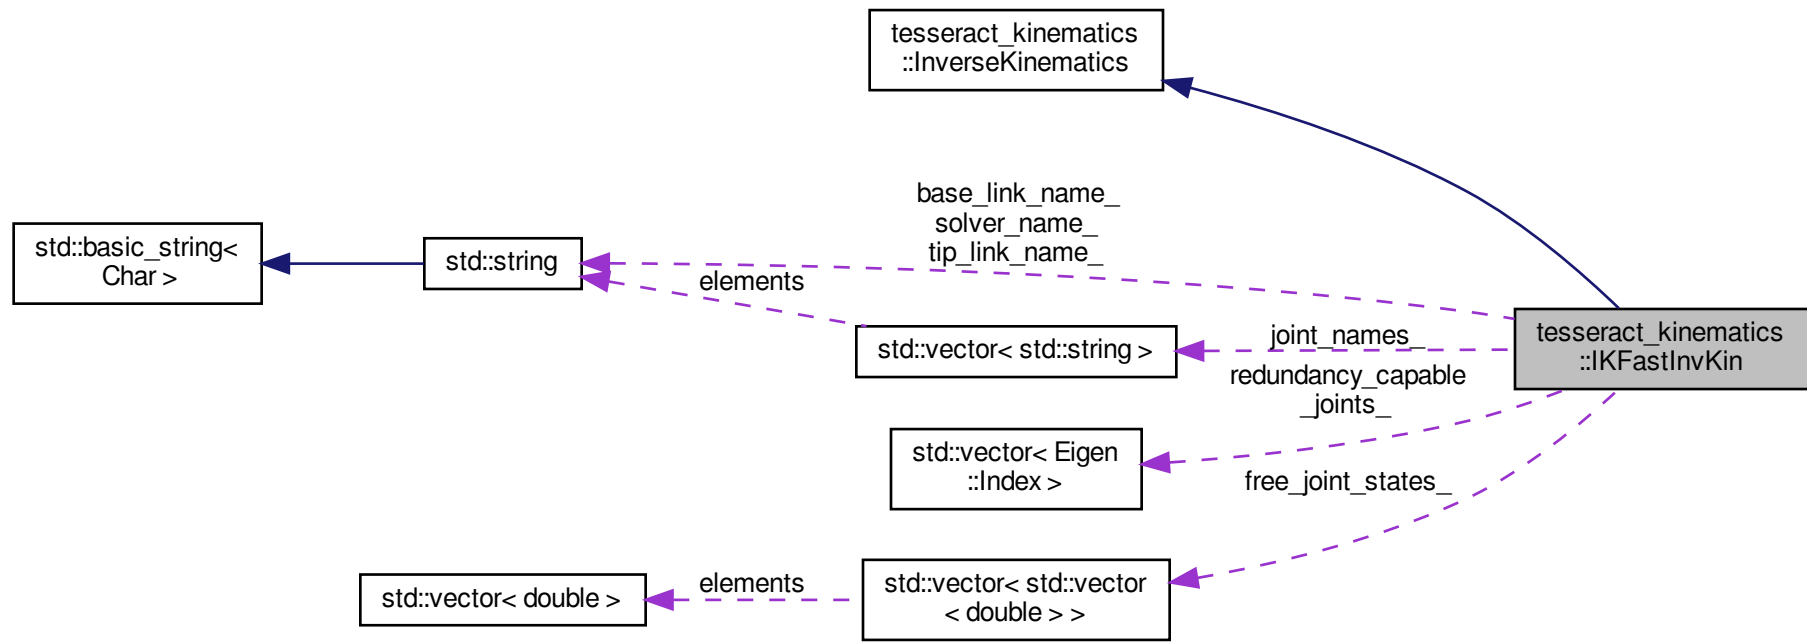 tesseract_kinematics
::InverseKinematics
base_link_name_
solver_name_
tip_link_name_
std::basic_string<
Char >
std::string
elements
std::vector< std::string >
joint_names_
tesseract_kinematics
::IKFastInvKin
redundancy_capable
_joints_
std::vector< Eigen
::Index >
free_joint_states_
std::vector< double >
elements
std::vector< std::vector
< double > >